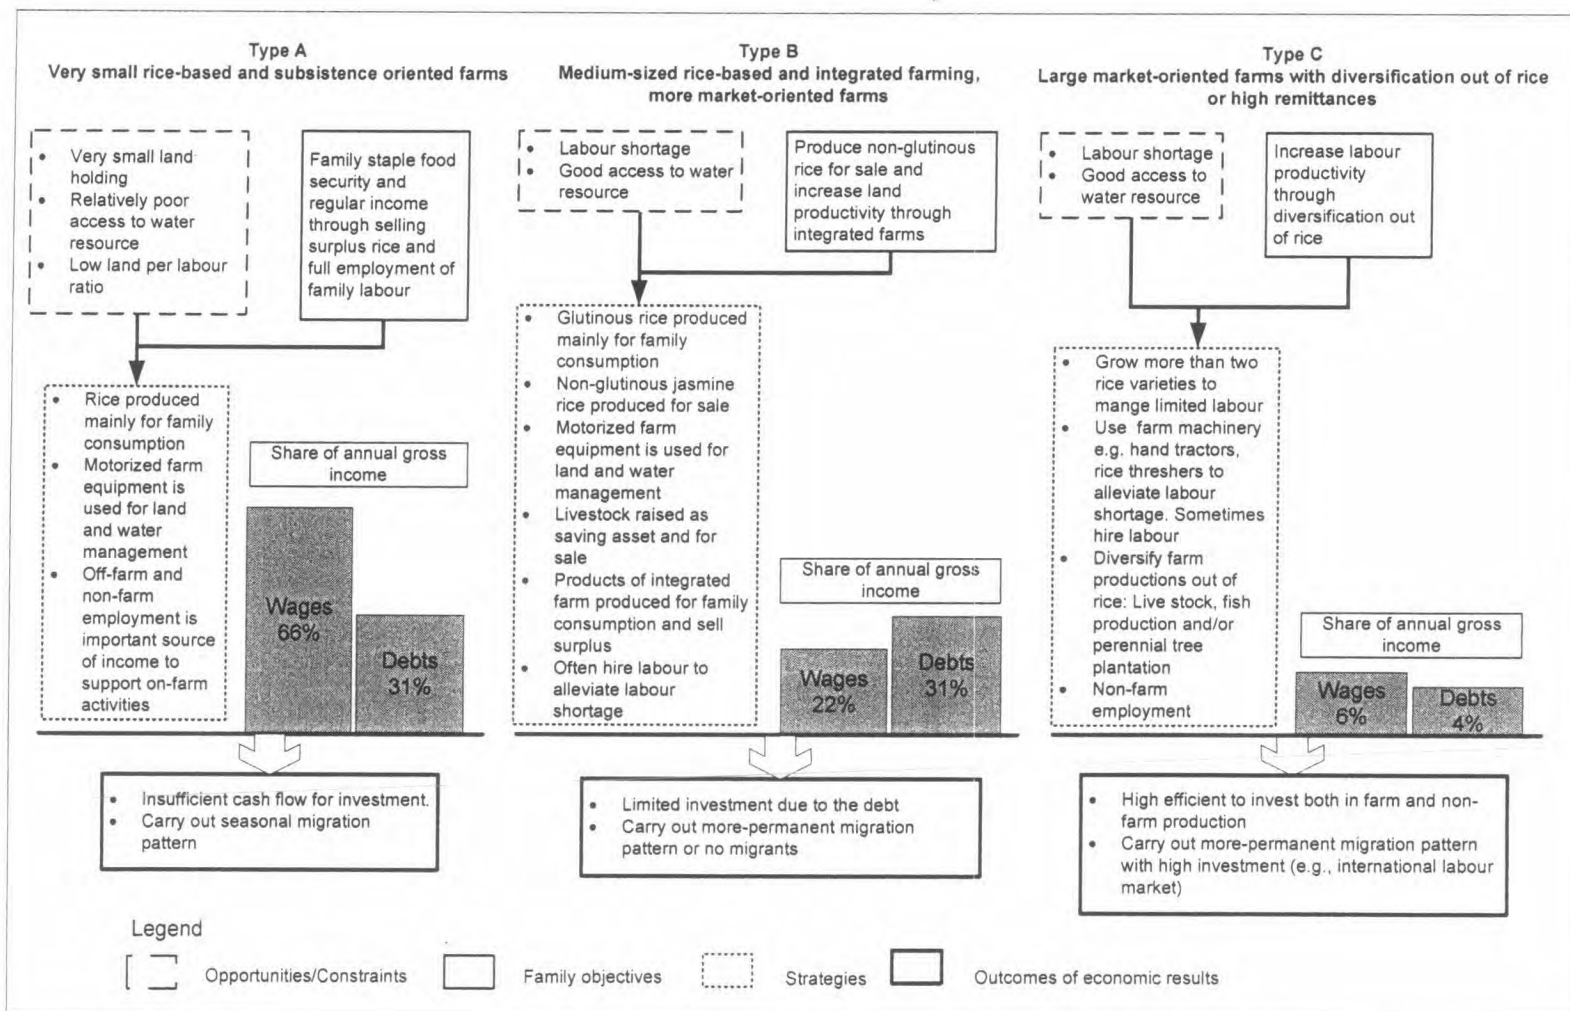 Type A
Very small rice-based and subsistence oriented farms
• Very small land
holding
• Relatively poor
access to water
resource
• Low land per labour
ratio
Family staple food
security and
regular income
through selling
surplus rice and
full employment of
family labour
• Rice produced
mainly for family
consumption
• Motorized farm
equipment is
used for land
and water
management
• Off-farm and
non-farm
employment is
important source
of income to
support on-farm
activities
Share of annual gross
income
Wages
66%
Debts
31%
• Insufficient cash flow for investment.
• Carry out seasonal migration
pattern
Type B
Medium-sized rice-based and integrated farming,
more market-oriented farms
• Labour shortage
• Good access to water
resource
Produce non-glutinous
rice for sale and
increase land
productivity through
integrated farms
• Glutinous rice produced
mainly for family
consumption
• Non-glutinous jasmine
rice produced for sale
• Motorized farm
equipment is used for
land and water
management
• Livestock raised as
saving asset and for
sale
• Products of integrated
farm produced for family
consumption and sell
surplus
• Often hire labour to
alleviate labour
shortage
Share of annual gross
income
Wages
22%
Debts
31%
• Limited investment due to the debt
• Carry out more-permanent migration
pattern or no migrants
Type C
Large market-oriented farms with diversification out of rice
or high remittances
• Labour shortage
• Good access to
water resource
Increase labour
productivity
through
diversification out
of rice
• Grow more than two
rice varieties to
mange limited labour
• Use farm machinery
e.g. hand tractors,
rice threshers to
alleviate labour
shortage. Sometimes
hire labour
• Diversify farm
productions out of
rice: Live stock, fish
production and/or
perennial tree
plantation
• Non-farm
employment
Share of annual gross
income
Wages
6%
Debts
4%
• High efficient to invest both in farm and non-
farm production
• Carry out more-permanent migration pattern
with high investment (e.g., international labour
market)
Legend
Opportunities/Constraints
Family objectives
Strategies
Outcomes of economic results